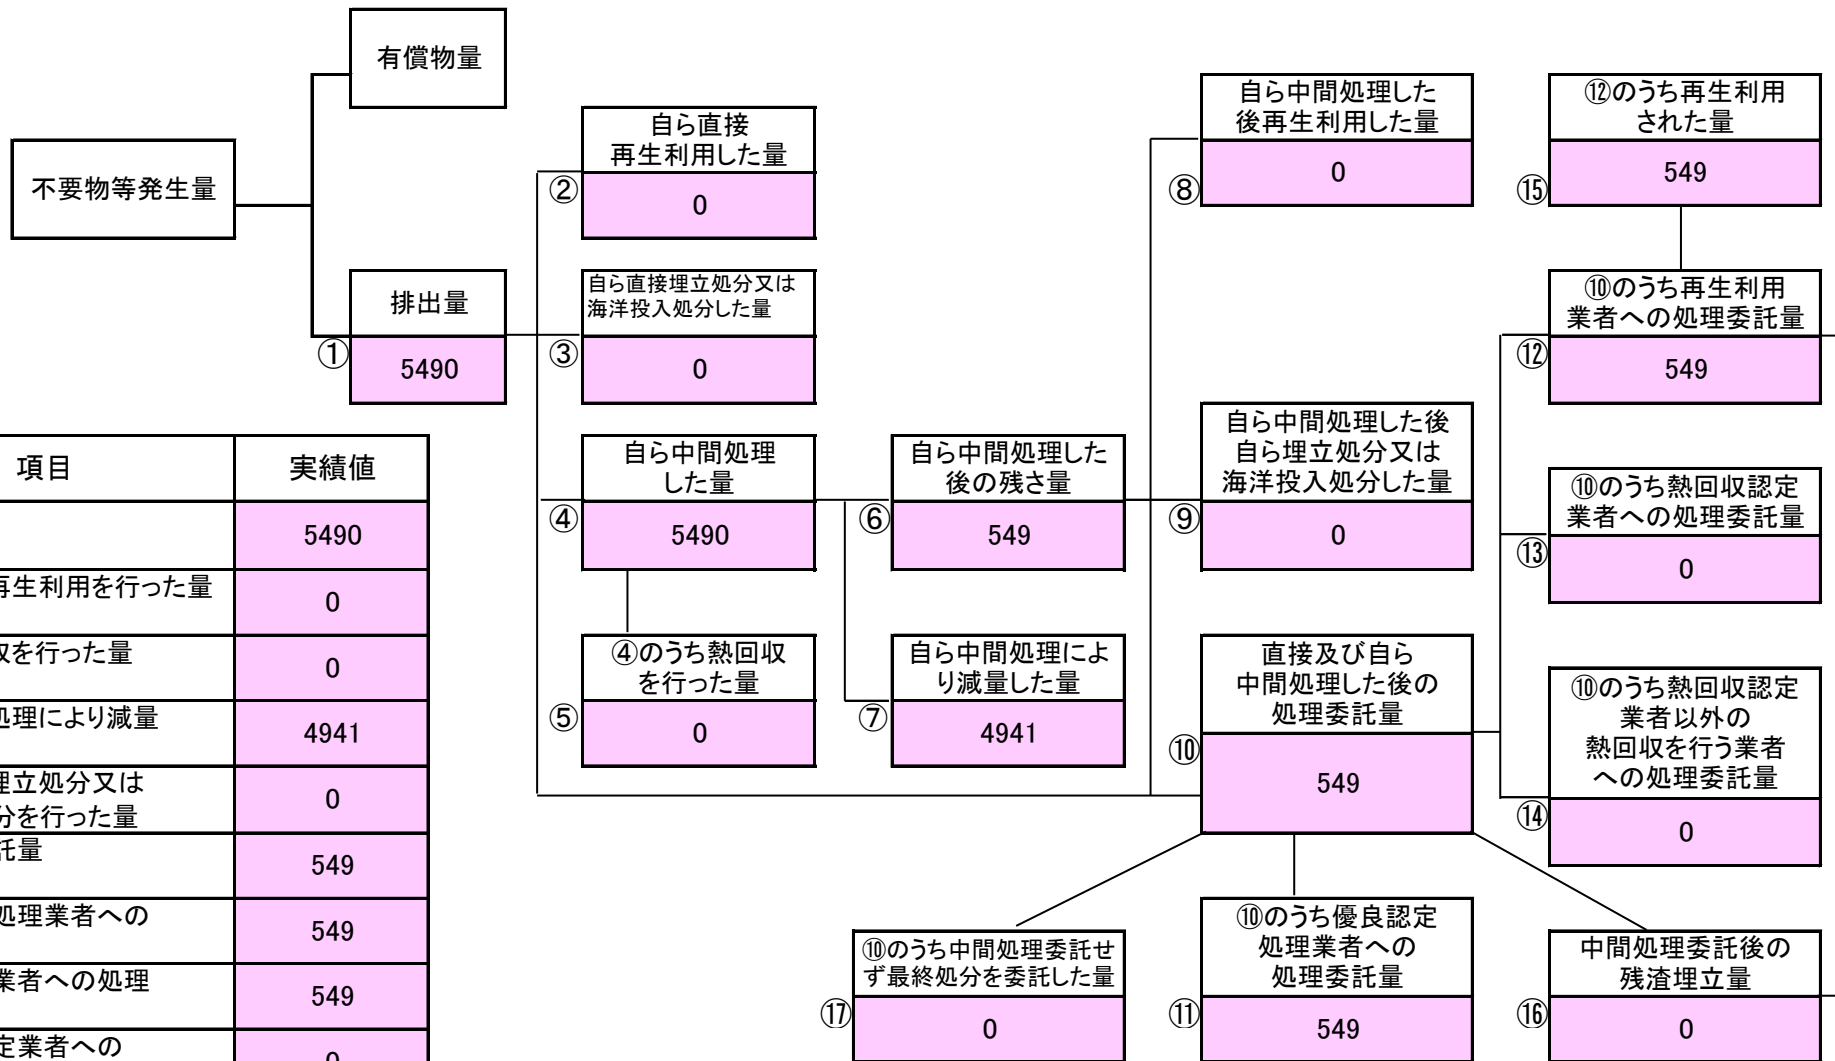 有償物量
不要物等発生量
排出量
①
5490
自ら直接
再生利用した量
②
0
自ら直接埋立処分又は
海洋投入処分した量
③
0
自ら中間処理
した量
④
5490
④のうち熱回収
を行った量
⑤
0
自ら中間処理した
後の残さ量
⑥
549
自ら中間処理によ
り減量した量
⑦
4941
自ら中間処理した
後再生利用した量
⑧
0
自ら中間処理した後
自ら埋立処分又は
海洋投入処分した量
⑨
0
直接及び自ら
中間処理した後の
処理委託量
⑩
549
⑩のうち優良認定
処理業者への
処理委託量
⑪
549
⑫のうち再生利用
された量
⑮
549
⑩のうち再生利用
業者への処理委託量
⑫
549
⑩のうち熱回収認定
業者への処理委託量
⑬
0
⑩のうち熱回収認定
業者以外の
熱回収を行う業者
への処理委託量
⑭
0
⑩のうち中間処理委託せ
ず最終処分を委託した量
⑰
0
中間処理委託後の
残渣埋立量
⑯
0
項目 実績値
5490
再生利用を行った量
0
を行った量
0
処理により減量
4941
埋立処分又は
分を行った量
0
託量
549
処理業者への
549
業者への処理
549
定業者への
0